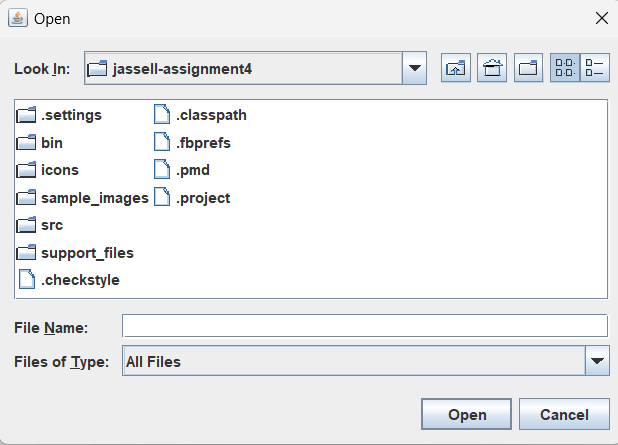 Open
Look In: jassell-assignment4
.settings
bin
icons
sample_images
src
support_files
.checkstyle
.classpath
.fbprefs
.pmd
.project
File Name:
Files of Type: All Files
Open Cancel